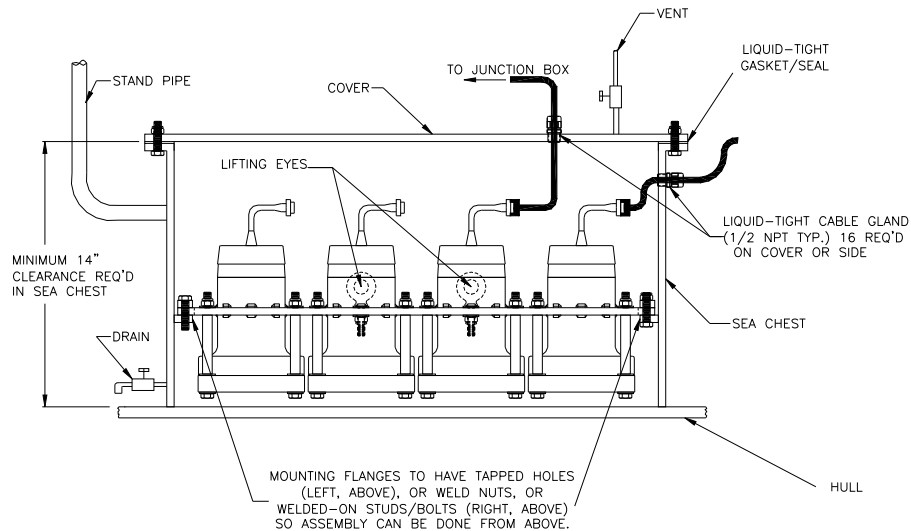 VENT
LIQUID-TIGHT
GASKET/SEAL
TO JUNCTION BOX
STAND PIPE
COVER
LIFTING EYES
LIQUID-TIGHT CABLE GLAND
(1/2 NPT TYP.) 16 REQ'D
ON COVER OR SIDE
MINIMUM 14"
CLEARANCE REQ'D
IN SEA CHEST
SEA CHEST
DRAIN
MOUNTING FLANGES TO HAVE TAPPED HOLES
(LEFT, ABOVE), OR WELD NUTS, OR
WELDED-ON STUDS/BOLTS (RIGHT, ABOVE)
SO ASSEMBLY CAN BE DONE FROM ABOVE.
HULL